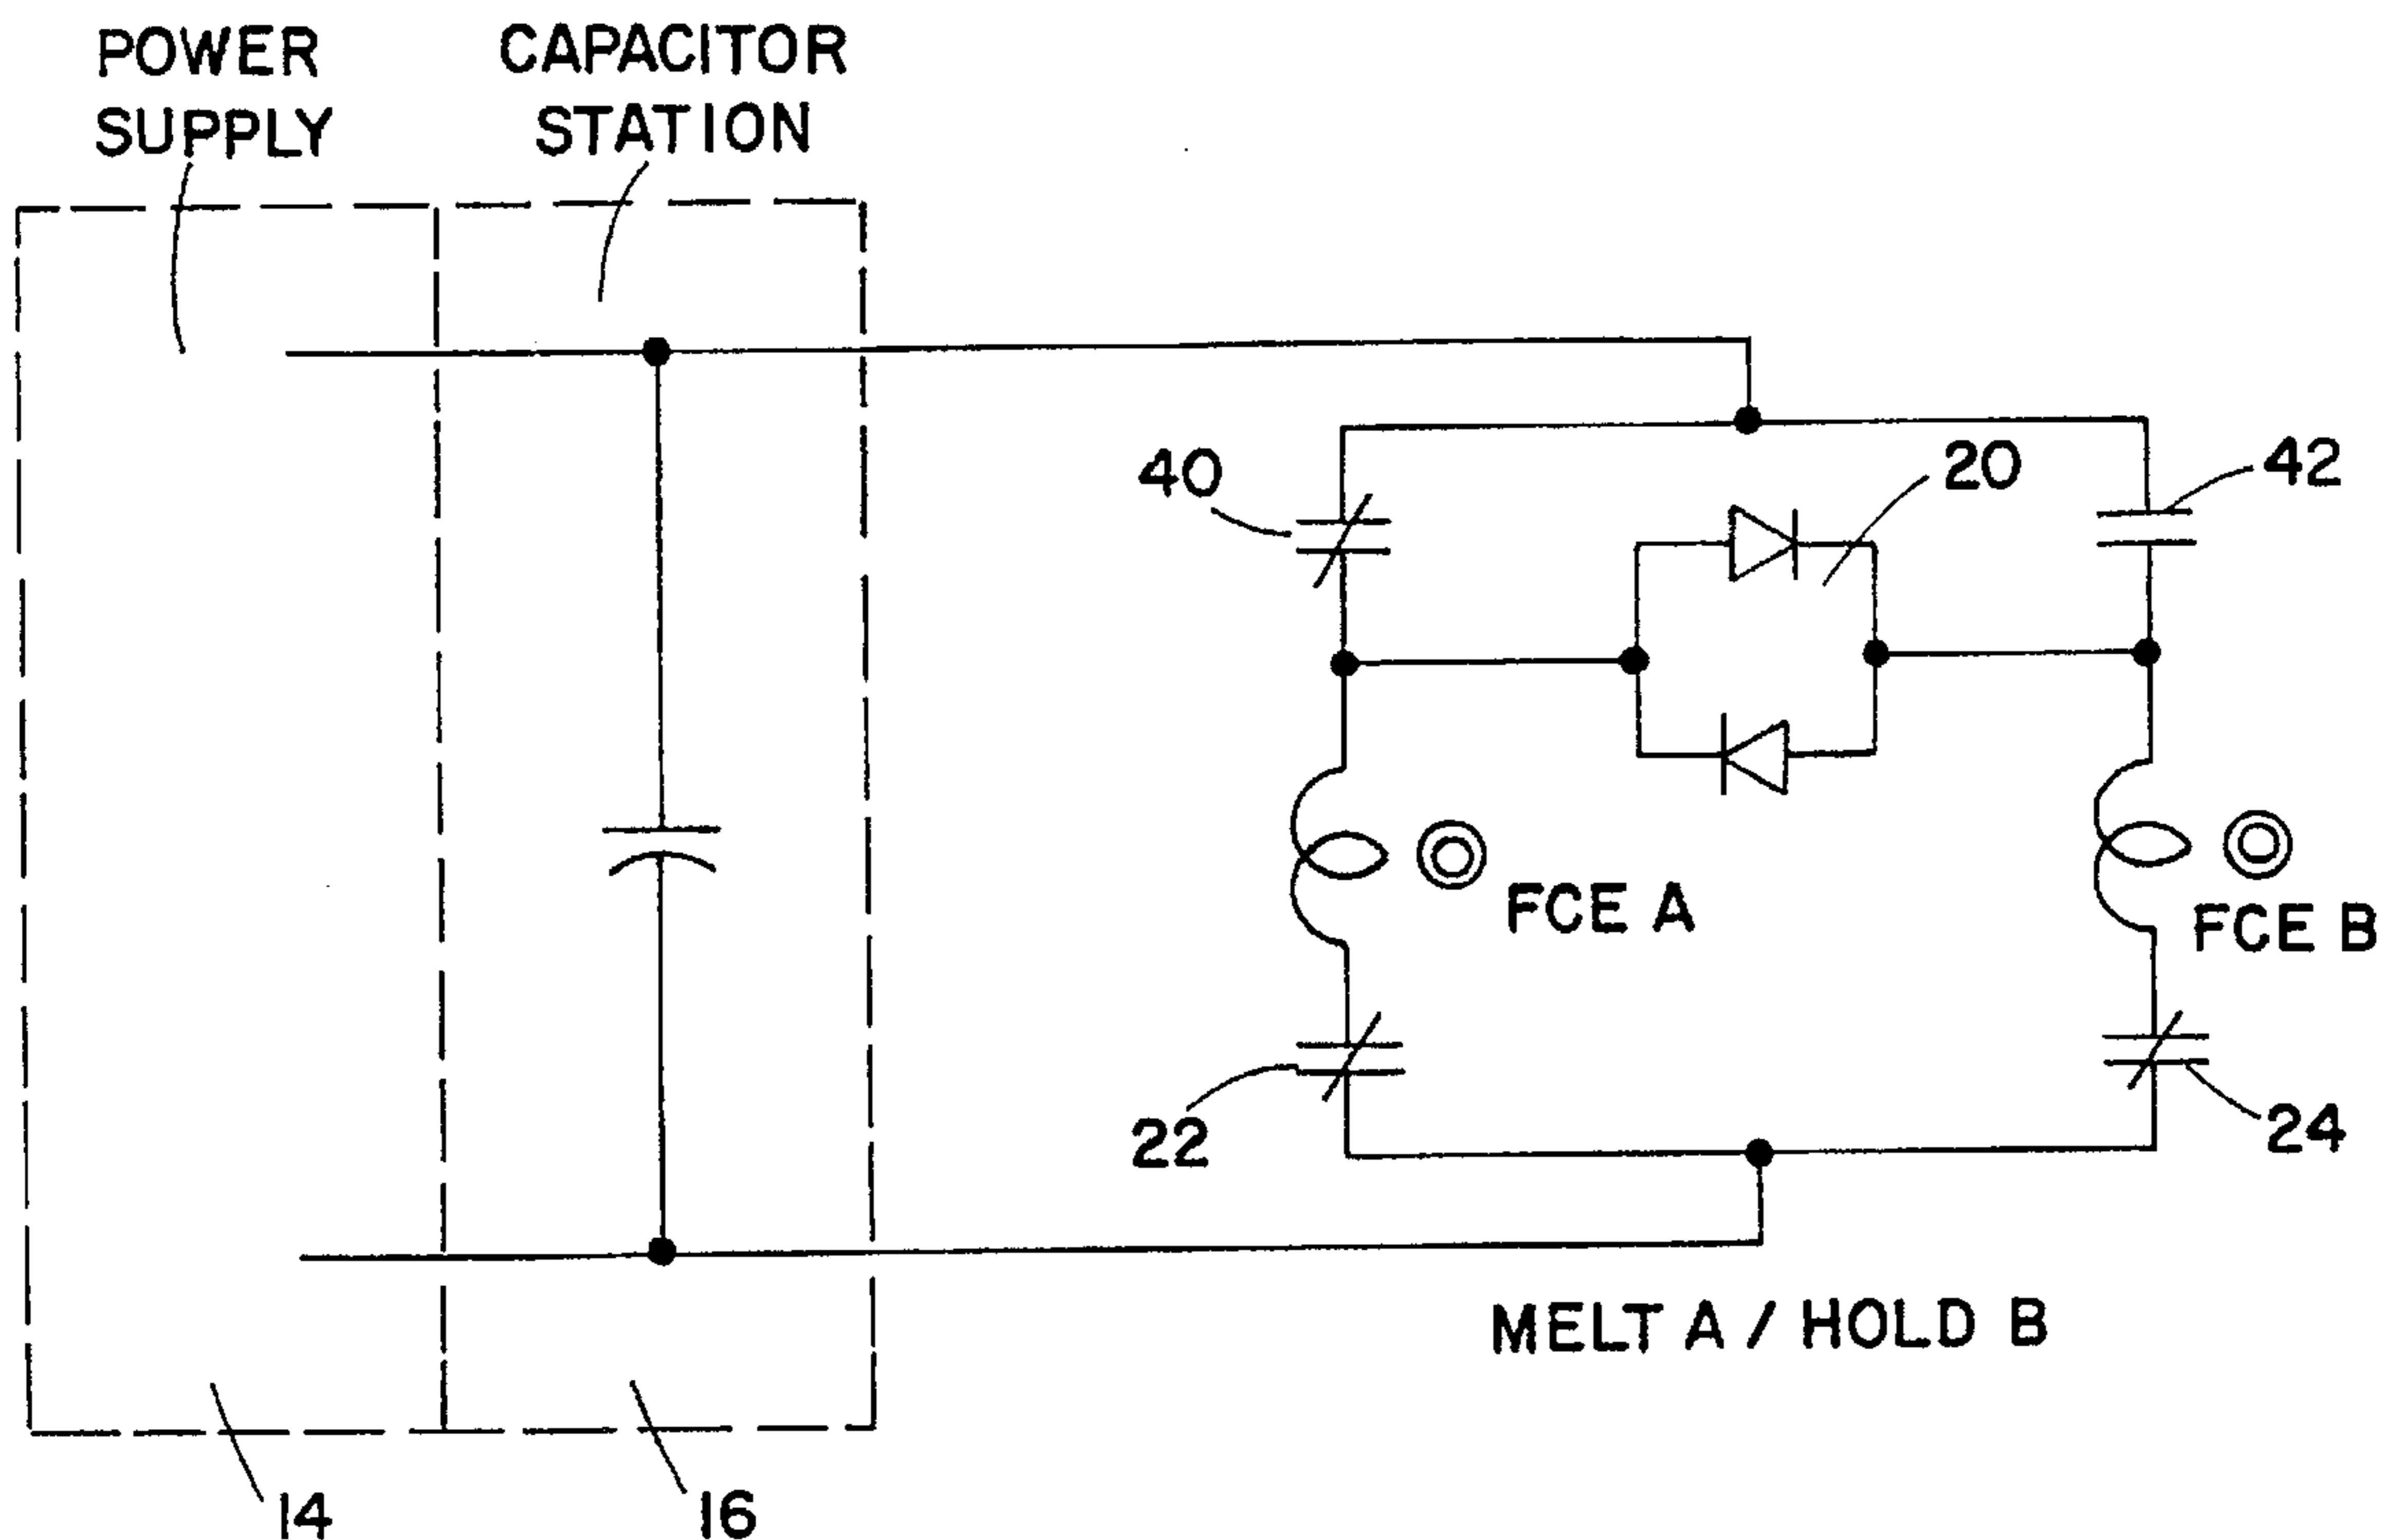 POWER
SUPPLY
CAPACITOR
STATION
40
20
42
FCE A
FCE B
22
24
MELT A / HOLD B
14
16